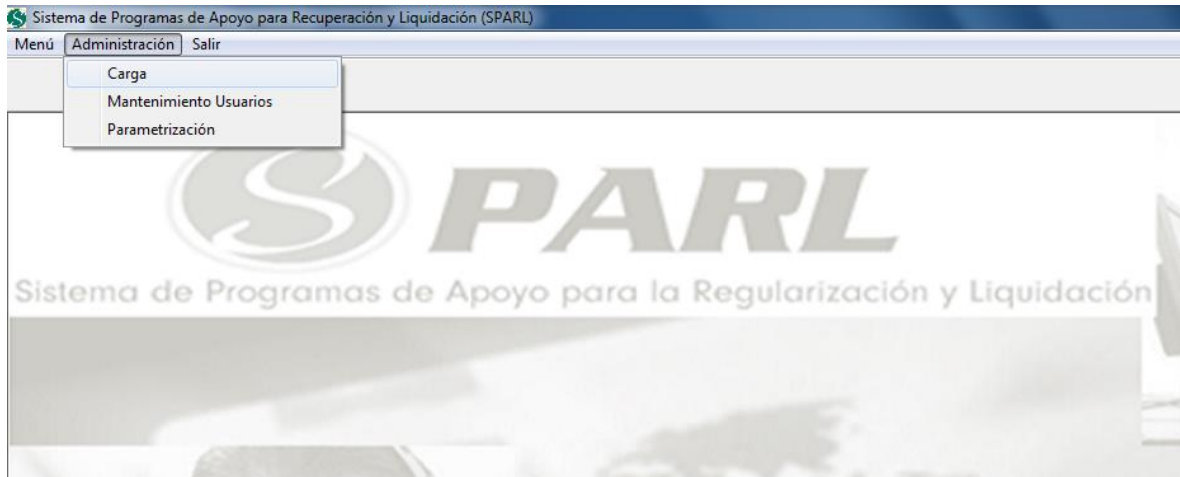 Sistema de Programas de Apoyo para Recuperación y Liquidación (SPARL)
Menú Administración Salir
Carga
Mantenimiento Usuarios
Parametrización
S PARL
Sistema de Programas de Apoyo para la Regularización y Liquidación